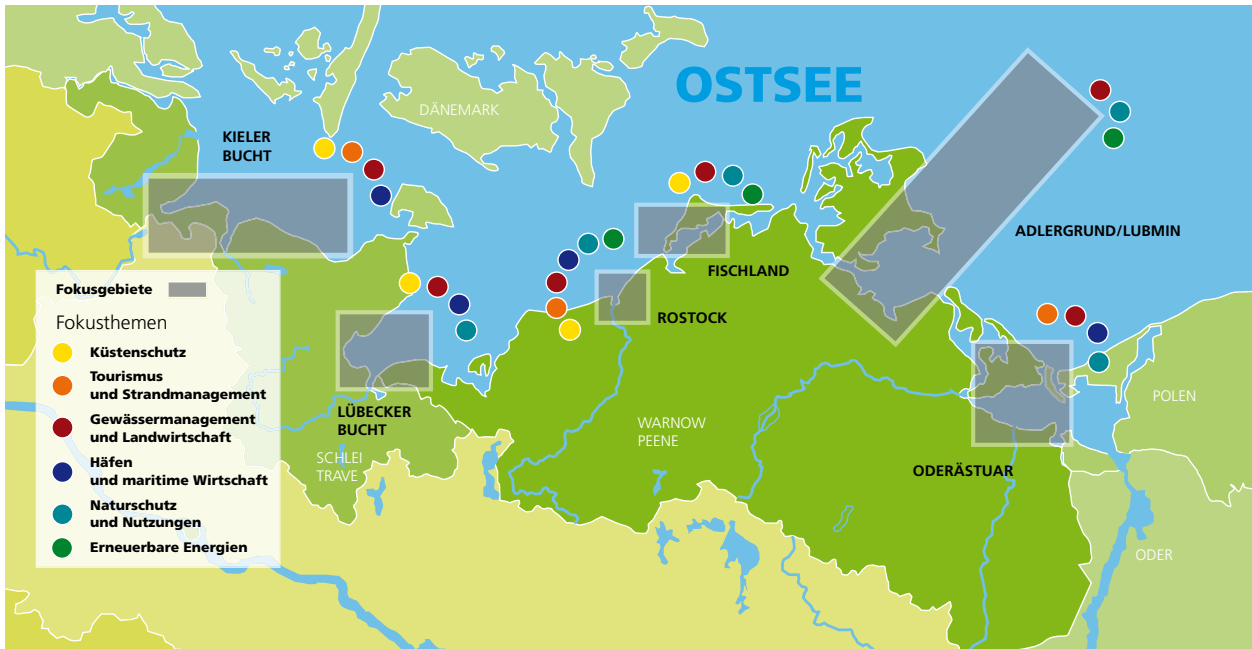 OSTSEE
DÄNEMARK
KIELER
BUCHT
ADLERGRUND/LUBMIN
FISCHLAND
ROSTOCK
Fokusgebiete
Fokusthemen
Küstenschutz
Tourismus
und Strandmanagement
Gewässermanagement
und Landwirtschaft
Häfen
und maritime Wirtschaft
Naturschutz
und Nutzungen
Erneuerbare Energien
LÜBECKER
BUCHT
SCHLEI
TRAVE
WARNOW
PEENE
ODERÄSTUAR
POLEN
ODER